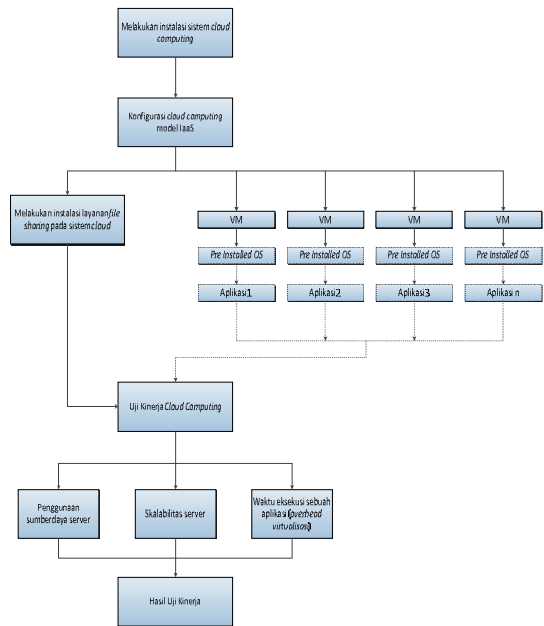 Melakukan instalasi sistem cloud
computing
Konfigurasi cloud computing
model IaaS
Melakukan instalasi layanan file
sharing pada sistem cloud
VM
VM
VM
VM
Pre Installed OS
Pre Installed OS
Pre Installed OS
Pre Installed OS
Aplikasi 1
Aplikasi 2
Aplikasi 3
Aplikasi n
Uji Kinerja Cloud Computing
Penggunaan
sumberdaya server
Skalabilitas server
Waktu eksekusi sebuah
aplikasi (overhead
virtualisasi)
Hasil Uji Kinerja